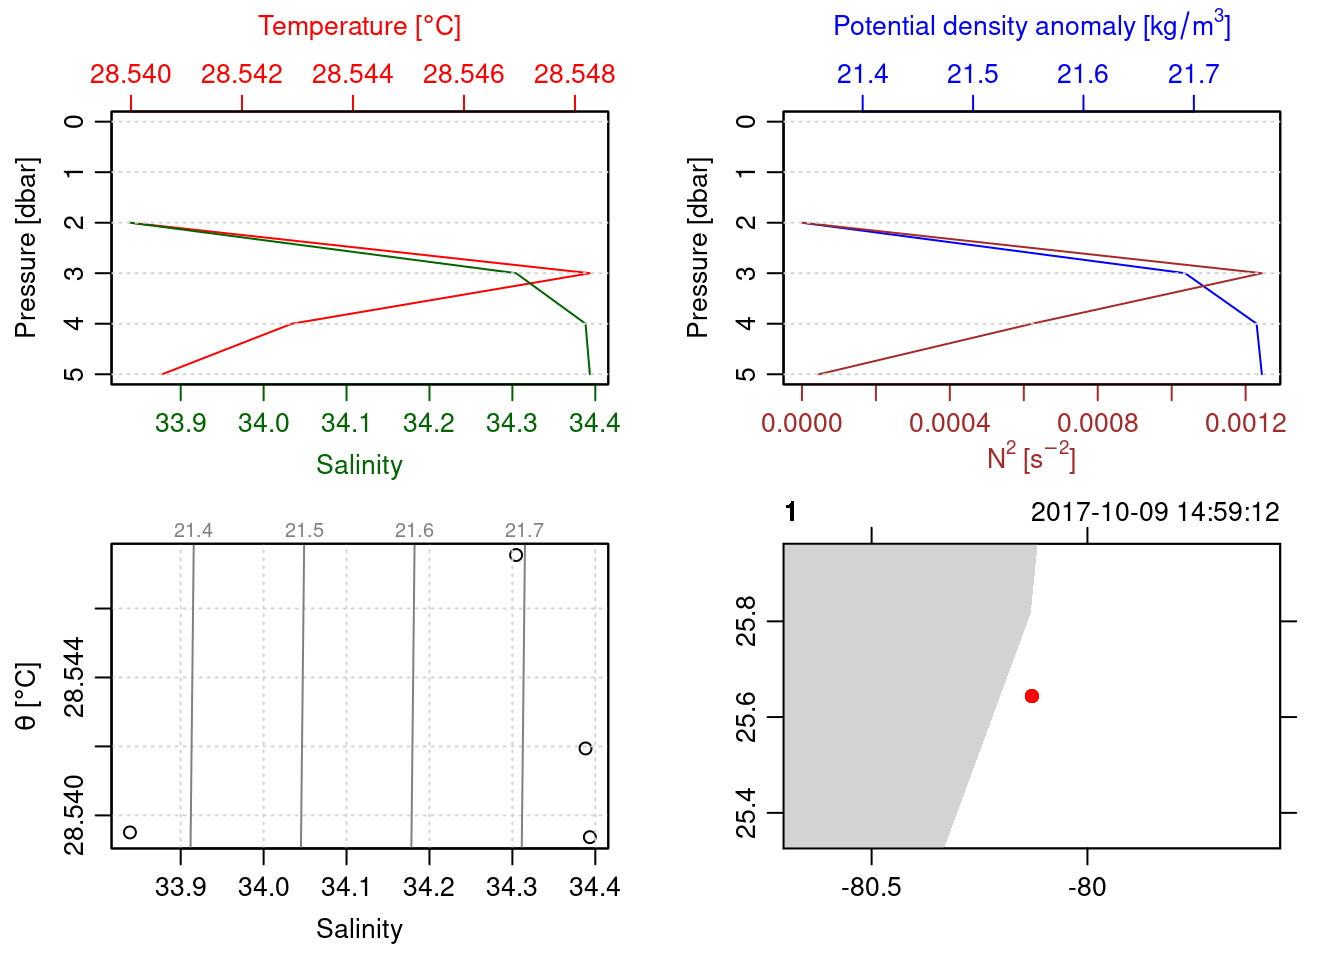 Temperature [°C]
28.540 28.542 28.544 28.546 28.548
Pressure [dbar]
0
1
2
3
4
5
33.9 34.0 34.1 34.2 34.3 34.4
Salinity
Potential density anomaly [kg/m³]
21.4 21.5 21.6 21.7
Pressure [dbar]
0
1
2
3
4
5
0.0000 0.0004 0.0008 0.0012
N² [s⁻²]
21.4 21.5 21.6 21.7
θ [°C]
28.544
28.540
33.9 34.0 34.1 34.2 34.3 34.4
Salinity
1 2017-10-09 14:59:12
25.8
25.6
25.4
-80.5 -80